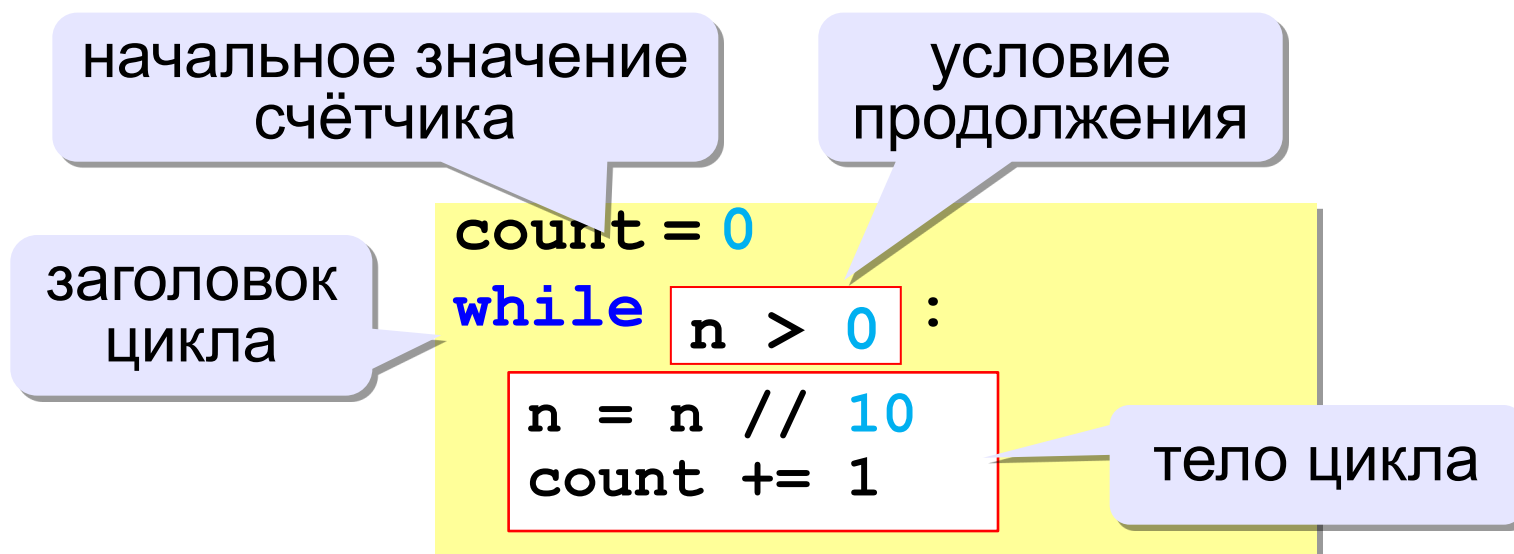 начальное значение
счётчика
условие
продолжения
заголовок
цикла
count = 0
while n > 0 :
n = n // 10
count += 1
тело цикла